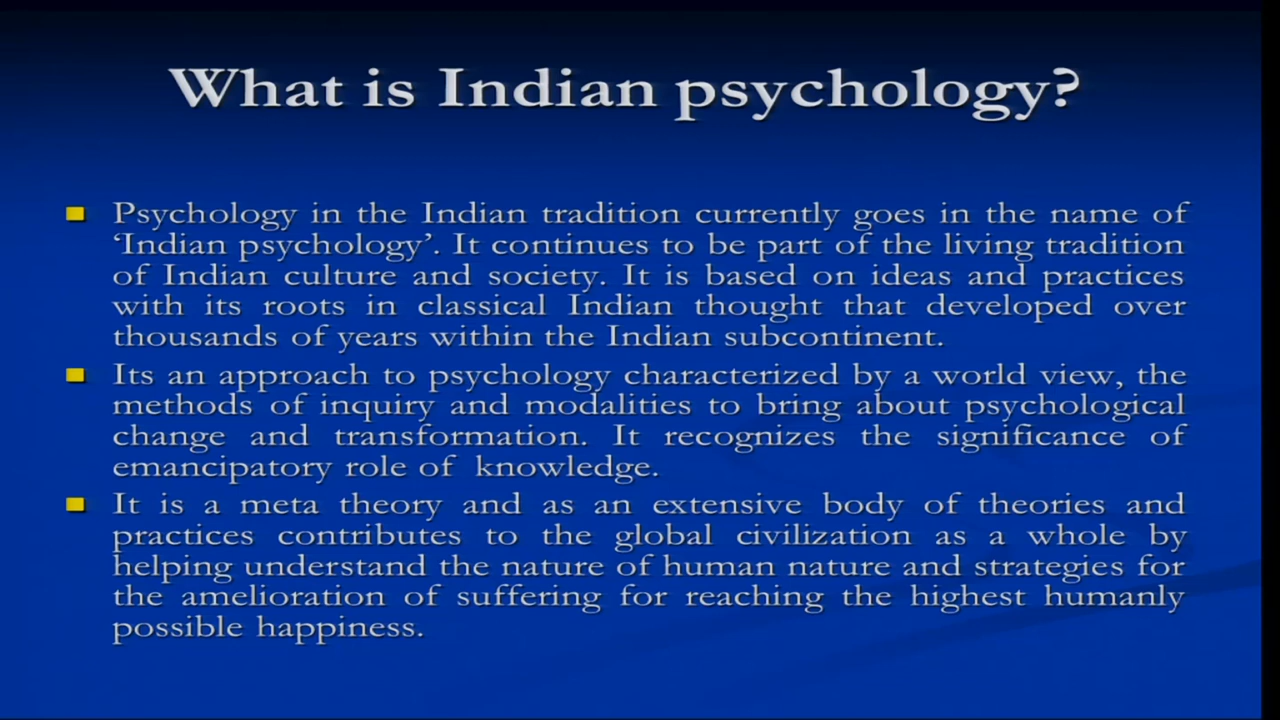 What is Indian psychology?
Psychology in the Indian tradition currently goes in the name of
‘Indian psychology’. It continues to be part of the living tradition
of Indian culture and society. It is based on ideas and practices
with its roots in classical Indian thought that developed over
thousands of years within the Indian subcontinent.
Its an approach to psychology characterized by a world view, the
methods of inquiry and modalities to bring about psychological
change and transformation. It recognizes the significance of
emancipatory role of knowledge.
It is a meta theory and as an extensive body of theories and
practices contributes to the global civilization as a whole by
helping understand the nature of human nature and strategies for
the amelioration of suffering for reaching the highest humanly
possible happiness.